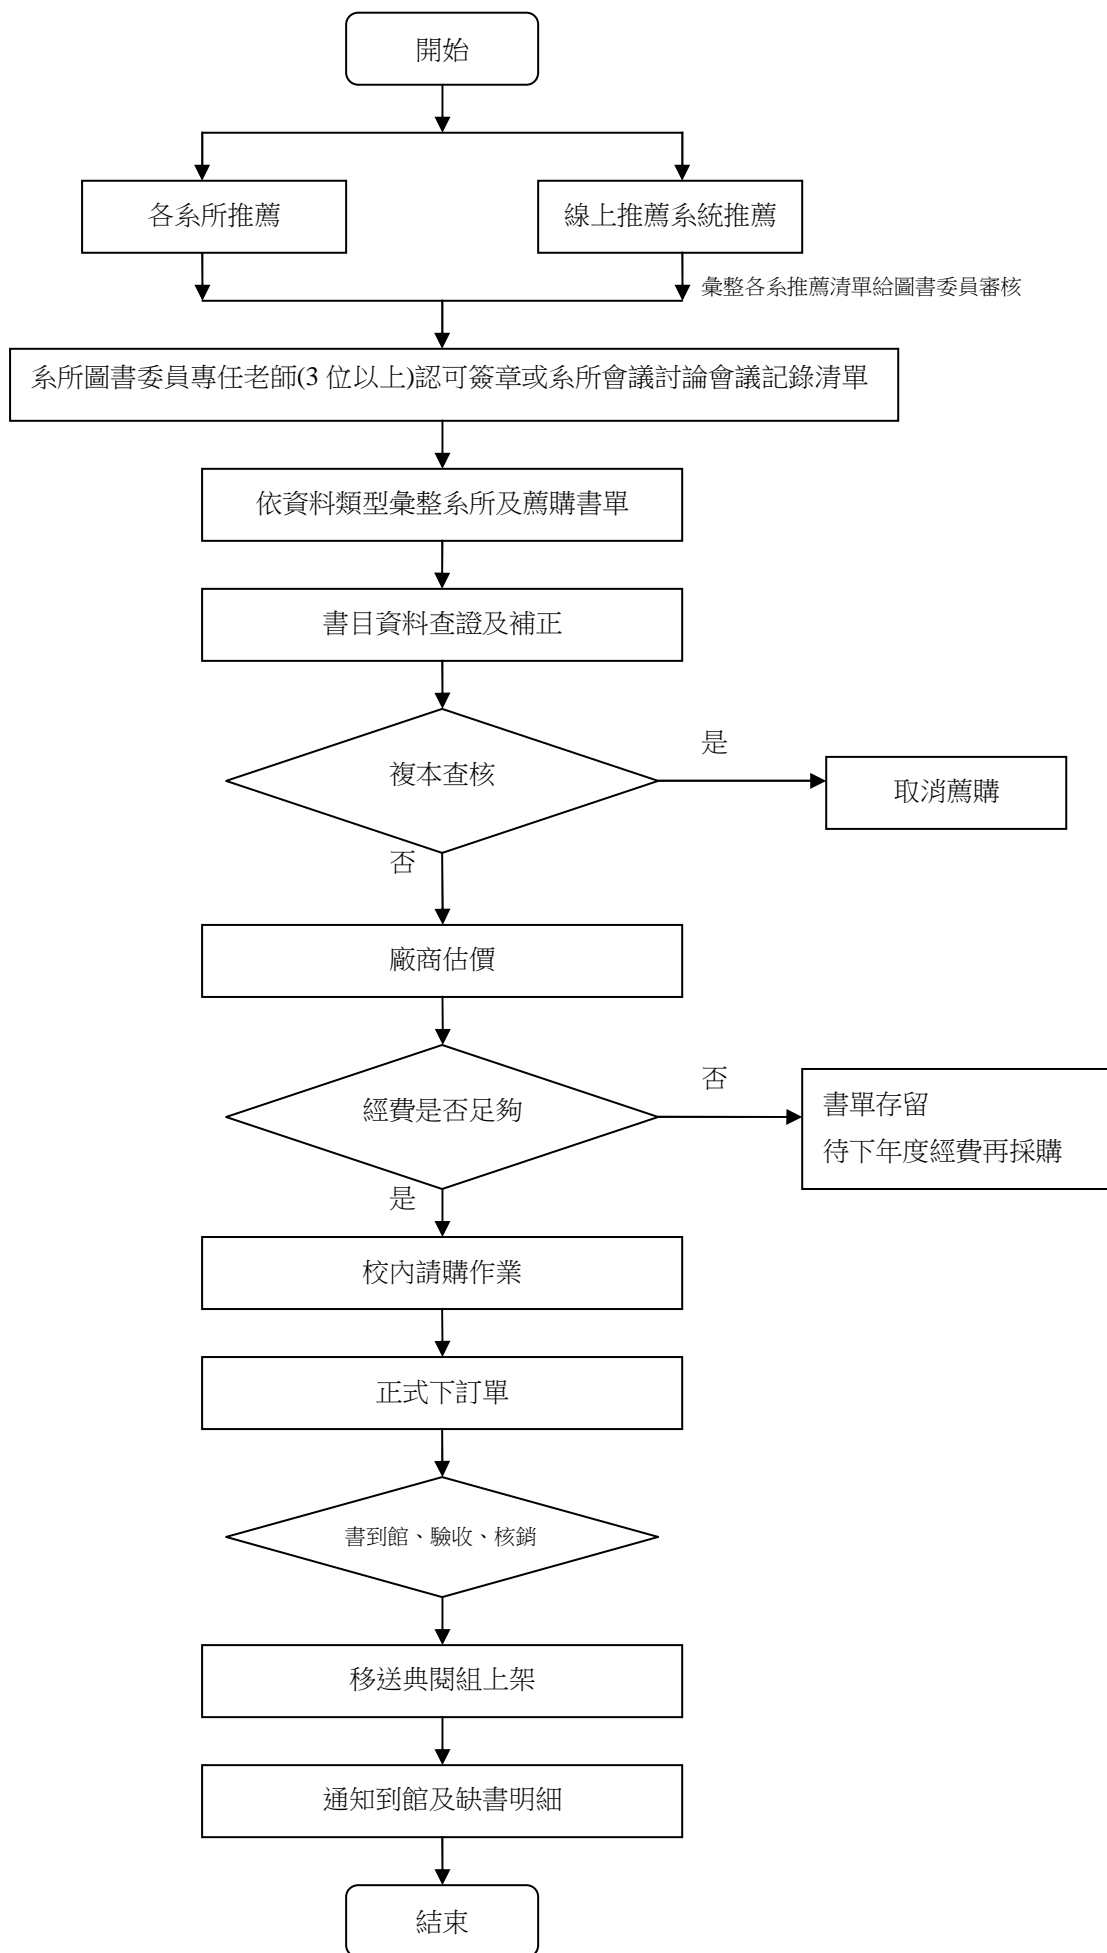 開始
各系所推薦
線上推薦系統推薦
彙整各系推薦清單給圖書委員審核
系所圖書委員專任老師(3 位以上)認可簽章或系所會議討論會議記錄清單
依資料類型彙整系所及薦購書單
書目資料查證及補正
複本查核
是
取消薦購
否
廠商估價
經費是否足夠
否
書單存留
待下年度經費再採購
是
校內請購作業
正式下訂單
書到館、驗收、核銷
移送典閱組上架
通知到館及缺書明細
結束